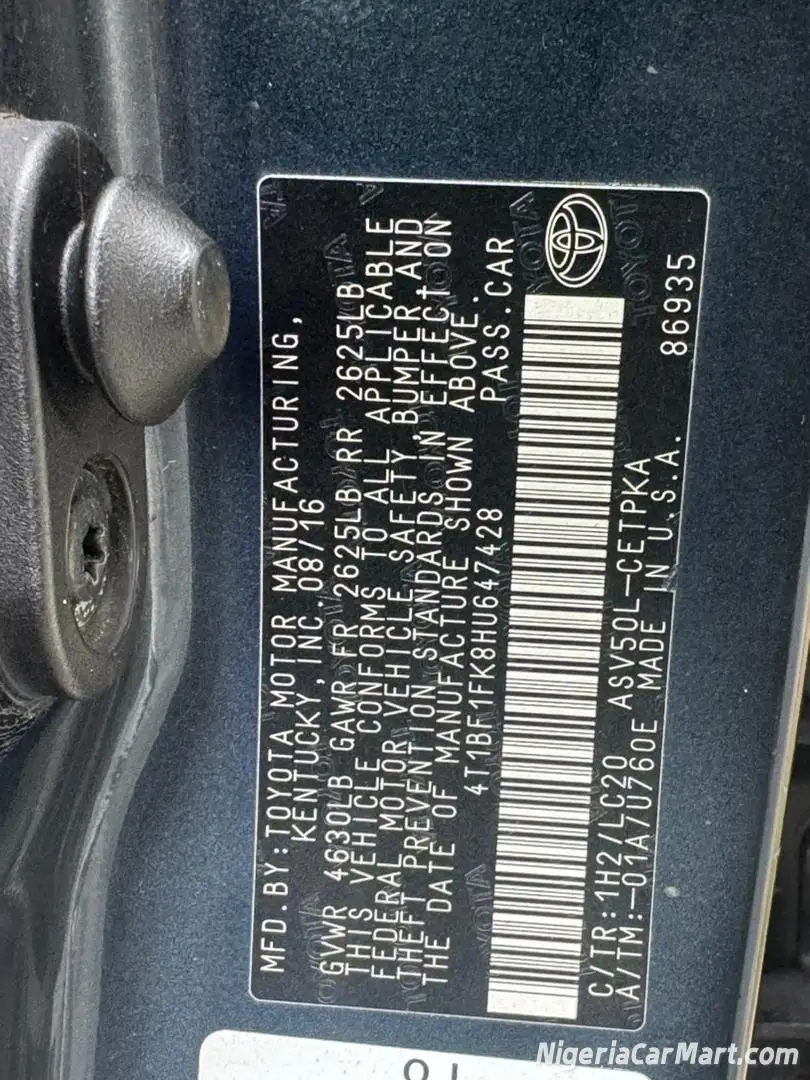 MFD.BY:TOYOTA MOTOR MANUFACTURING,
KENTUCKY,INC.08/16
GVWR 4630LB GAWR FR 2625LB RR 2625LB
THIS VEHICLE CONFORMS TO ALL APPLICABLE
FEDERAL MOTOR VEHICLE SAFETY,BUMPER,AND
THEFT PREVENTION STANDARDS IN EFFECT ON
THE DATE OF MANUFACTURE SHOWN ABOVE.
4T1BF1FK8HU647428 PASS.CAR
C/TR:1H2/LC20 ASV50L-CETPKA
A/TM:-01A/U760E MADE IN U.S.A. 86935
TOYOTA
NigeriaCarMart.com